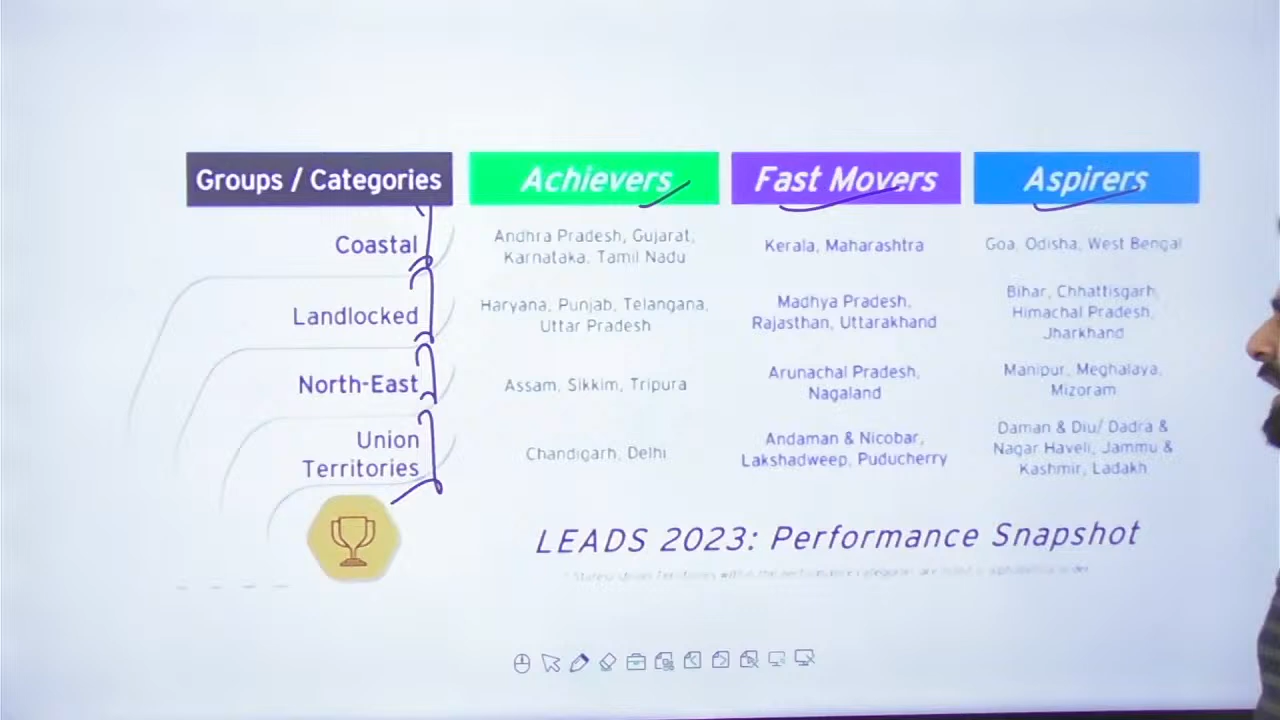 Groups / Categories
Achievers
Fast Movers
Aspirers
Coastal
Andhra Pradesh, Gujarat,
Karnataka, Tamil Nadu
Kerala, Maharashtra
Goa, Odisha, West Bengal
Landlocked
Haryana, Punjab, Telangana,
Uttar Pradesh
Madhya Pradesh,
Rajasthan, Uttarakhand
Bihar, Chhattisgarh,
Himachal Pradesh,
Jharkhand
North-East
Assam, Sikkim, Tripura
Arunachal Pradesh,
Nagaland
Manipur, Meghalaya,
Mizoram
Union
Territories
Chandigarh, Delhi
Andaman & Nicobar,
Lakshadweep, Puducherry
Daman & Diu/ Dadra &
Nagar Haveli, Jammu &
Kashmir, Ladakh
LEADS 2023: Performance Snapshot